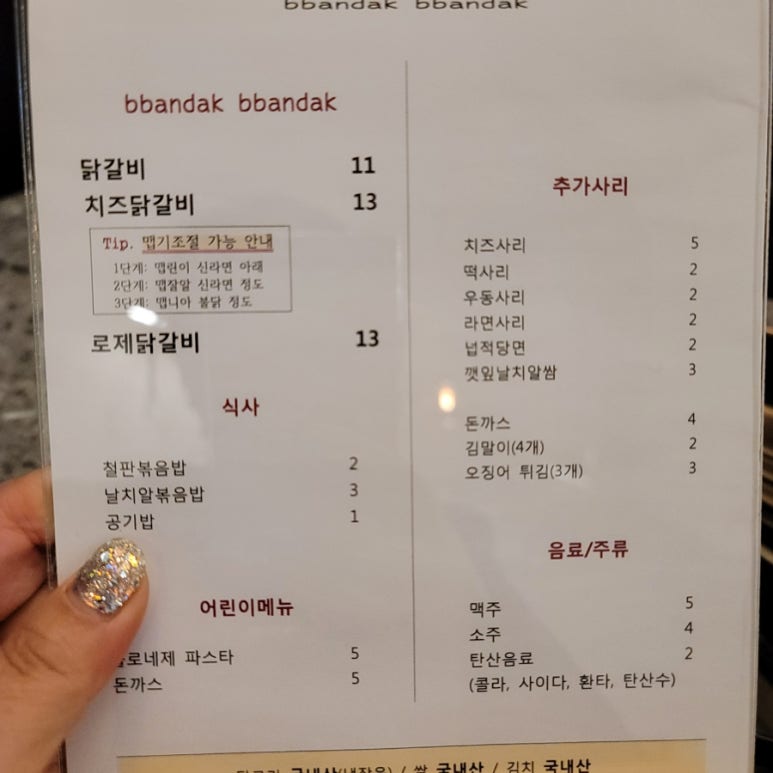 bbandak bbandak
bbandak bbandak
닭갈비 11
치즈닭갈비 13
Tip. 맵기조절 가능 안내
1단계: 맵린이 신라면 아래
2단계: 맵잘알 신라면 정도
3단계: 맵니아 불닭 정도
로제닭갈비 13
식사
철판볶음밥 2
날치알볶음밥 3
공기밥 1
어린이메뉴
파스타 5
돈까스 5
추가사리
치즈사리 5
떡사리 2
우동사리 2
라면사리 2
넙적당면 2
깻잎날치알쌈 3
돈까스 4
김말이(4개) 2
오징어 튀김(3개) 3
음료/주류
맥주 5
소주 4
탄산음료 2
(콜라, 사이다, 환타, 탄산수)
국내산(냉장육) / 쌀 국내산 / 김치 국내산